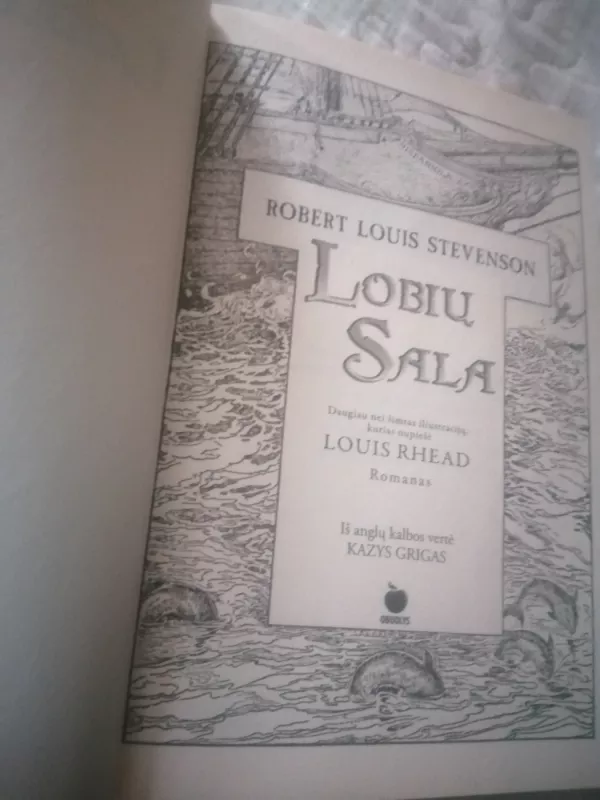 HISPANIOLA
ROBERT LOUIS STEVENSON
LOBIŲ
SALA
Daugiau nei šimtas iliustracijų,
kurias nupiešė
LOUIS RHEAD
Romanas
Iš anglų kalbos vertė
KAZYS GRIGAS
OBUOLYS